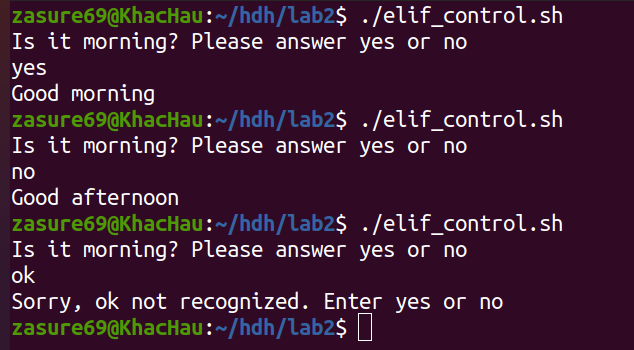 zasure69@KhacHau:~/hdh/lab2$ ./elif_control.sh
Is it morning? Please answer yes or no
yes
Good morning
zasure69@KhacHau:~/hdh/lab2$ ./elif_control.sh
Is it morning? Please answer yes or no
no
Good afternoon
zasure69@KhacHau:~/hdh/lab2$ ./elif_control.sh
Is it morning? Please answer yes or no
ok
Sorry, ok not recognized. Enter yes or no
zasure69@KhacHau:~/hdh/lab2$